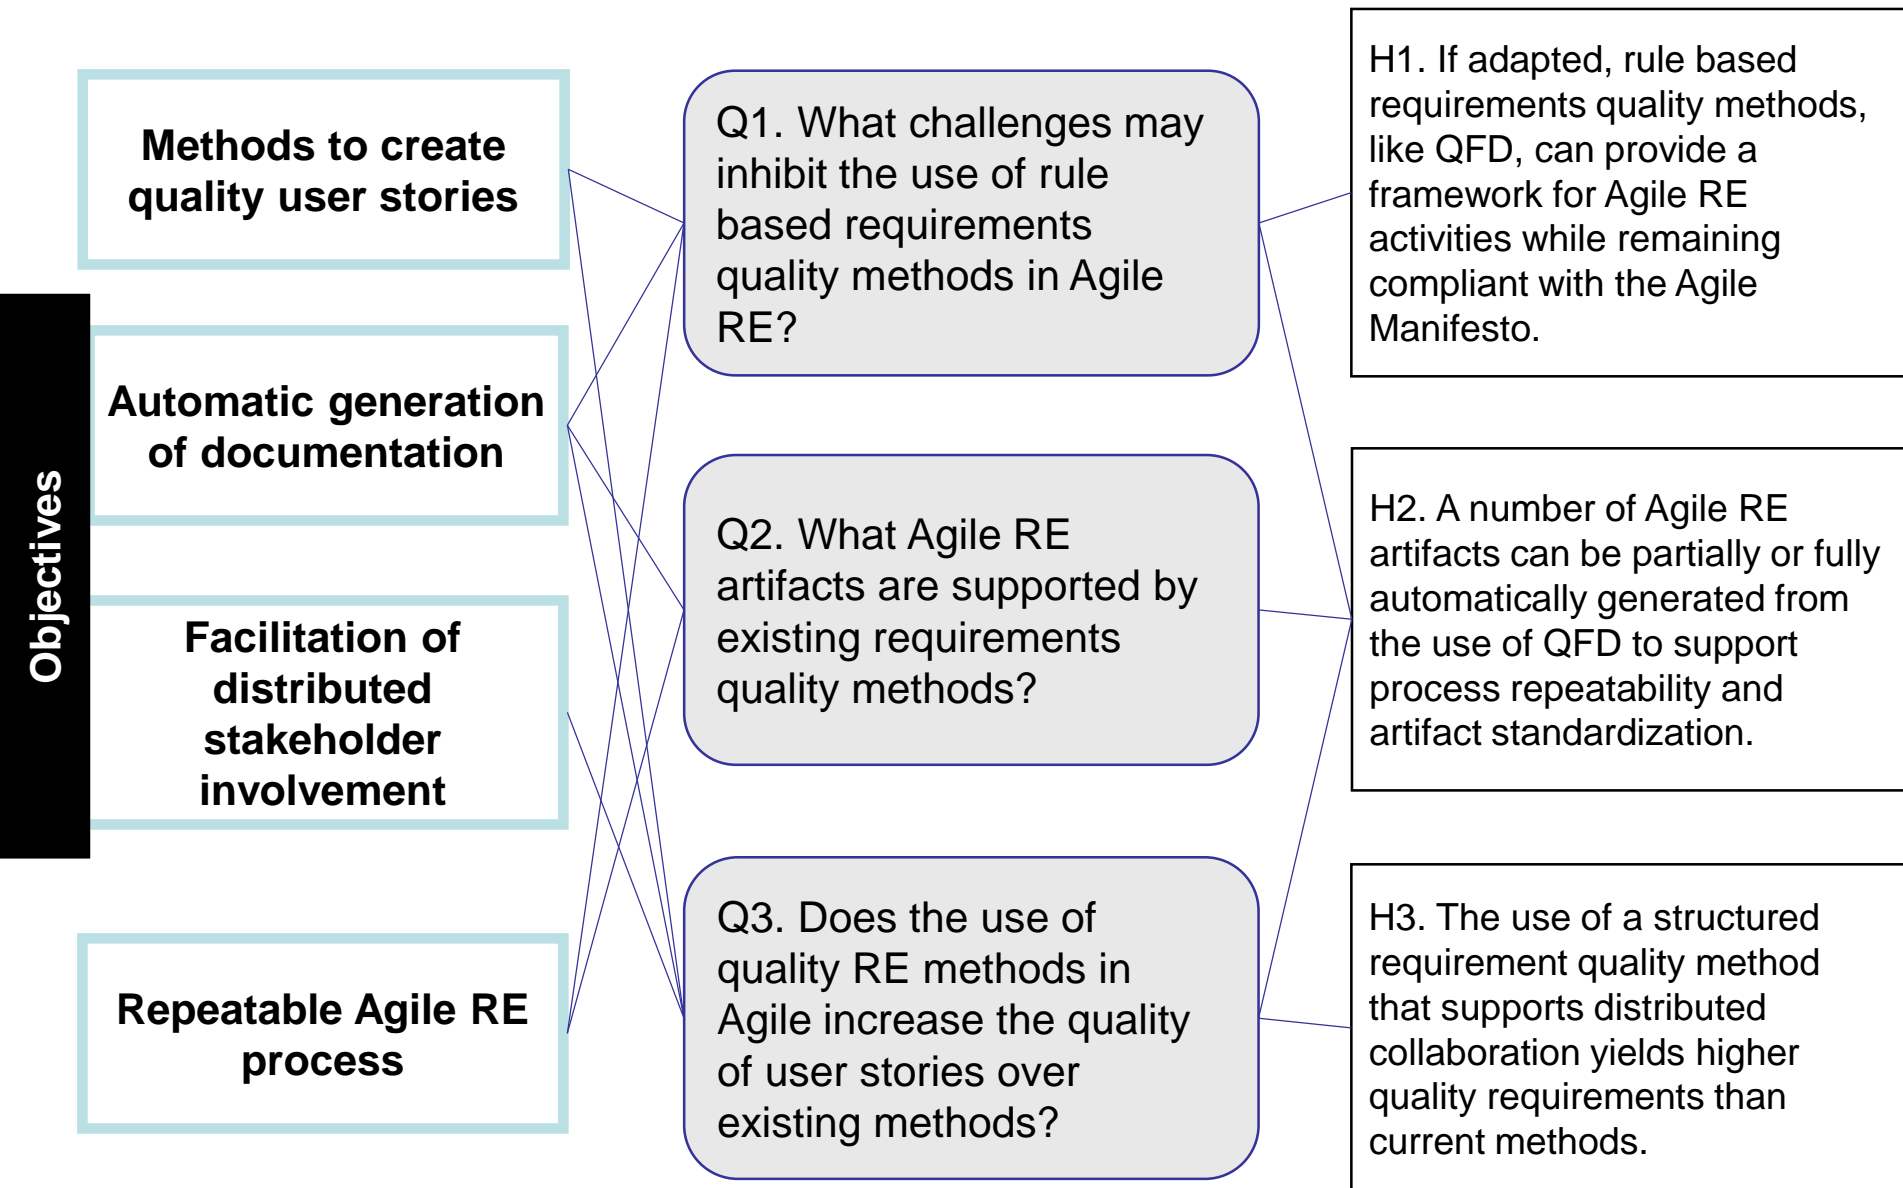 Objectives
Methods to create
quality user stories
Automatic generation
of documentation
Facilitation of
distributed
stakeholder
involvement
Repeatable Agile RE
process
Q1. What challenges may
inhibit the use of rule
based requirements
quality methods in Agile
RE?
Q2. What Agile RE
artifacts are supported by
existing requirements
quality methods?
Q3. Does the use of
quality RE methods in
Agile increase the quality
of user stories over
existing methods?
H1. If adapted, rule based
requirements quality methods,
like QFD, can provide a
framework for Agile RE
activities while remaining
compliant with the Agile
Manifesto.
H2. A number of Agile RE
artifacts can be partially or fully
automatically generated from
the use of QFD to support
process repeatability and
artifact standardization.
H3. The use of a structured
requirement quality method
that supports distributed
collaboration yields higher
quality requirements than
current methods.